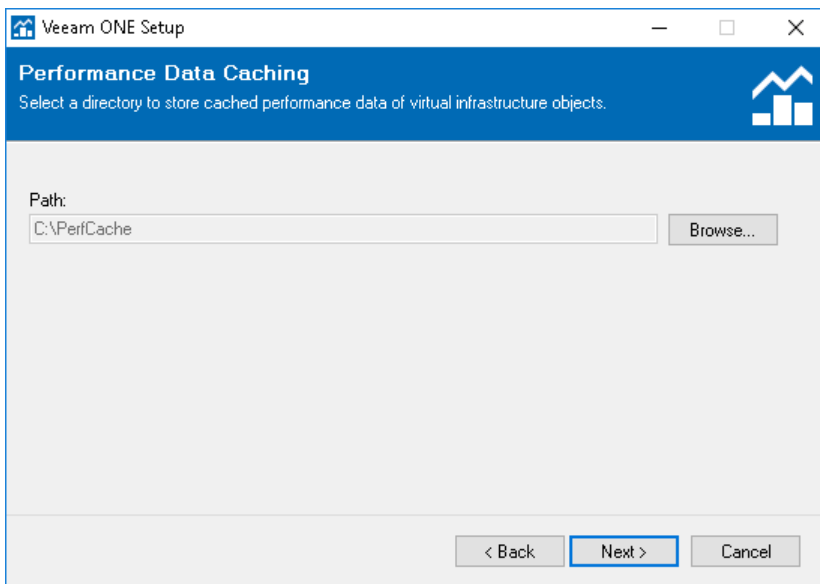 Veeam ONE Setup
Performance Data Caching
Select a directory to store cached performance data of virtual infrastructure objects.
Path:
C:\PerfCache
Browse...
< Back
Next >
Cancel